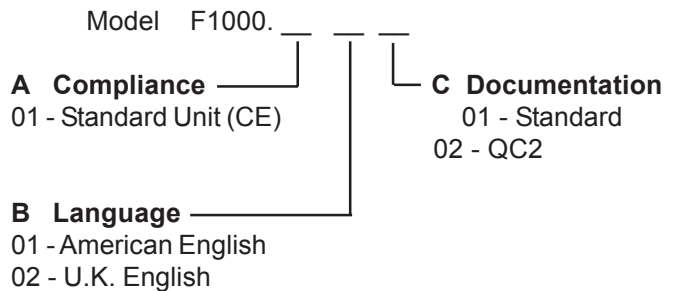 Model F1000. __ __ __
A Compliance
01 - Standard Unit (CE)
C Documentation
01 - Standard
02 - QC2
B Language
01 - American English
02 - U.K. English